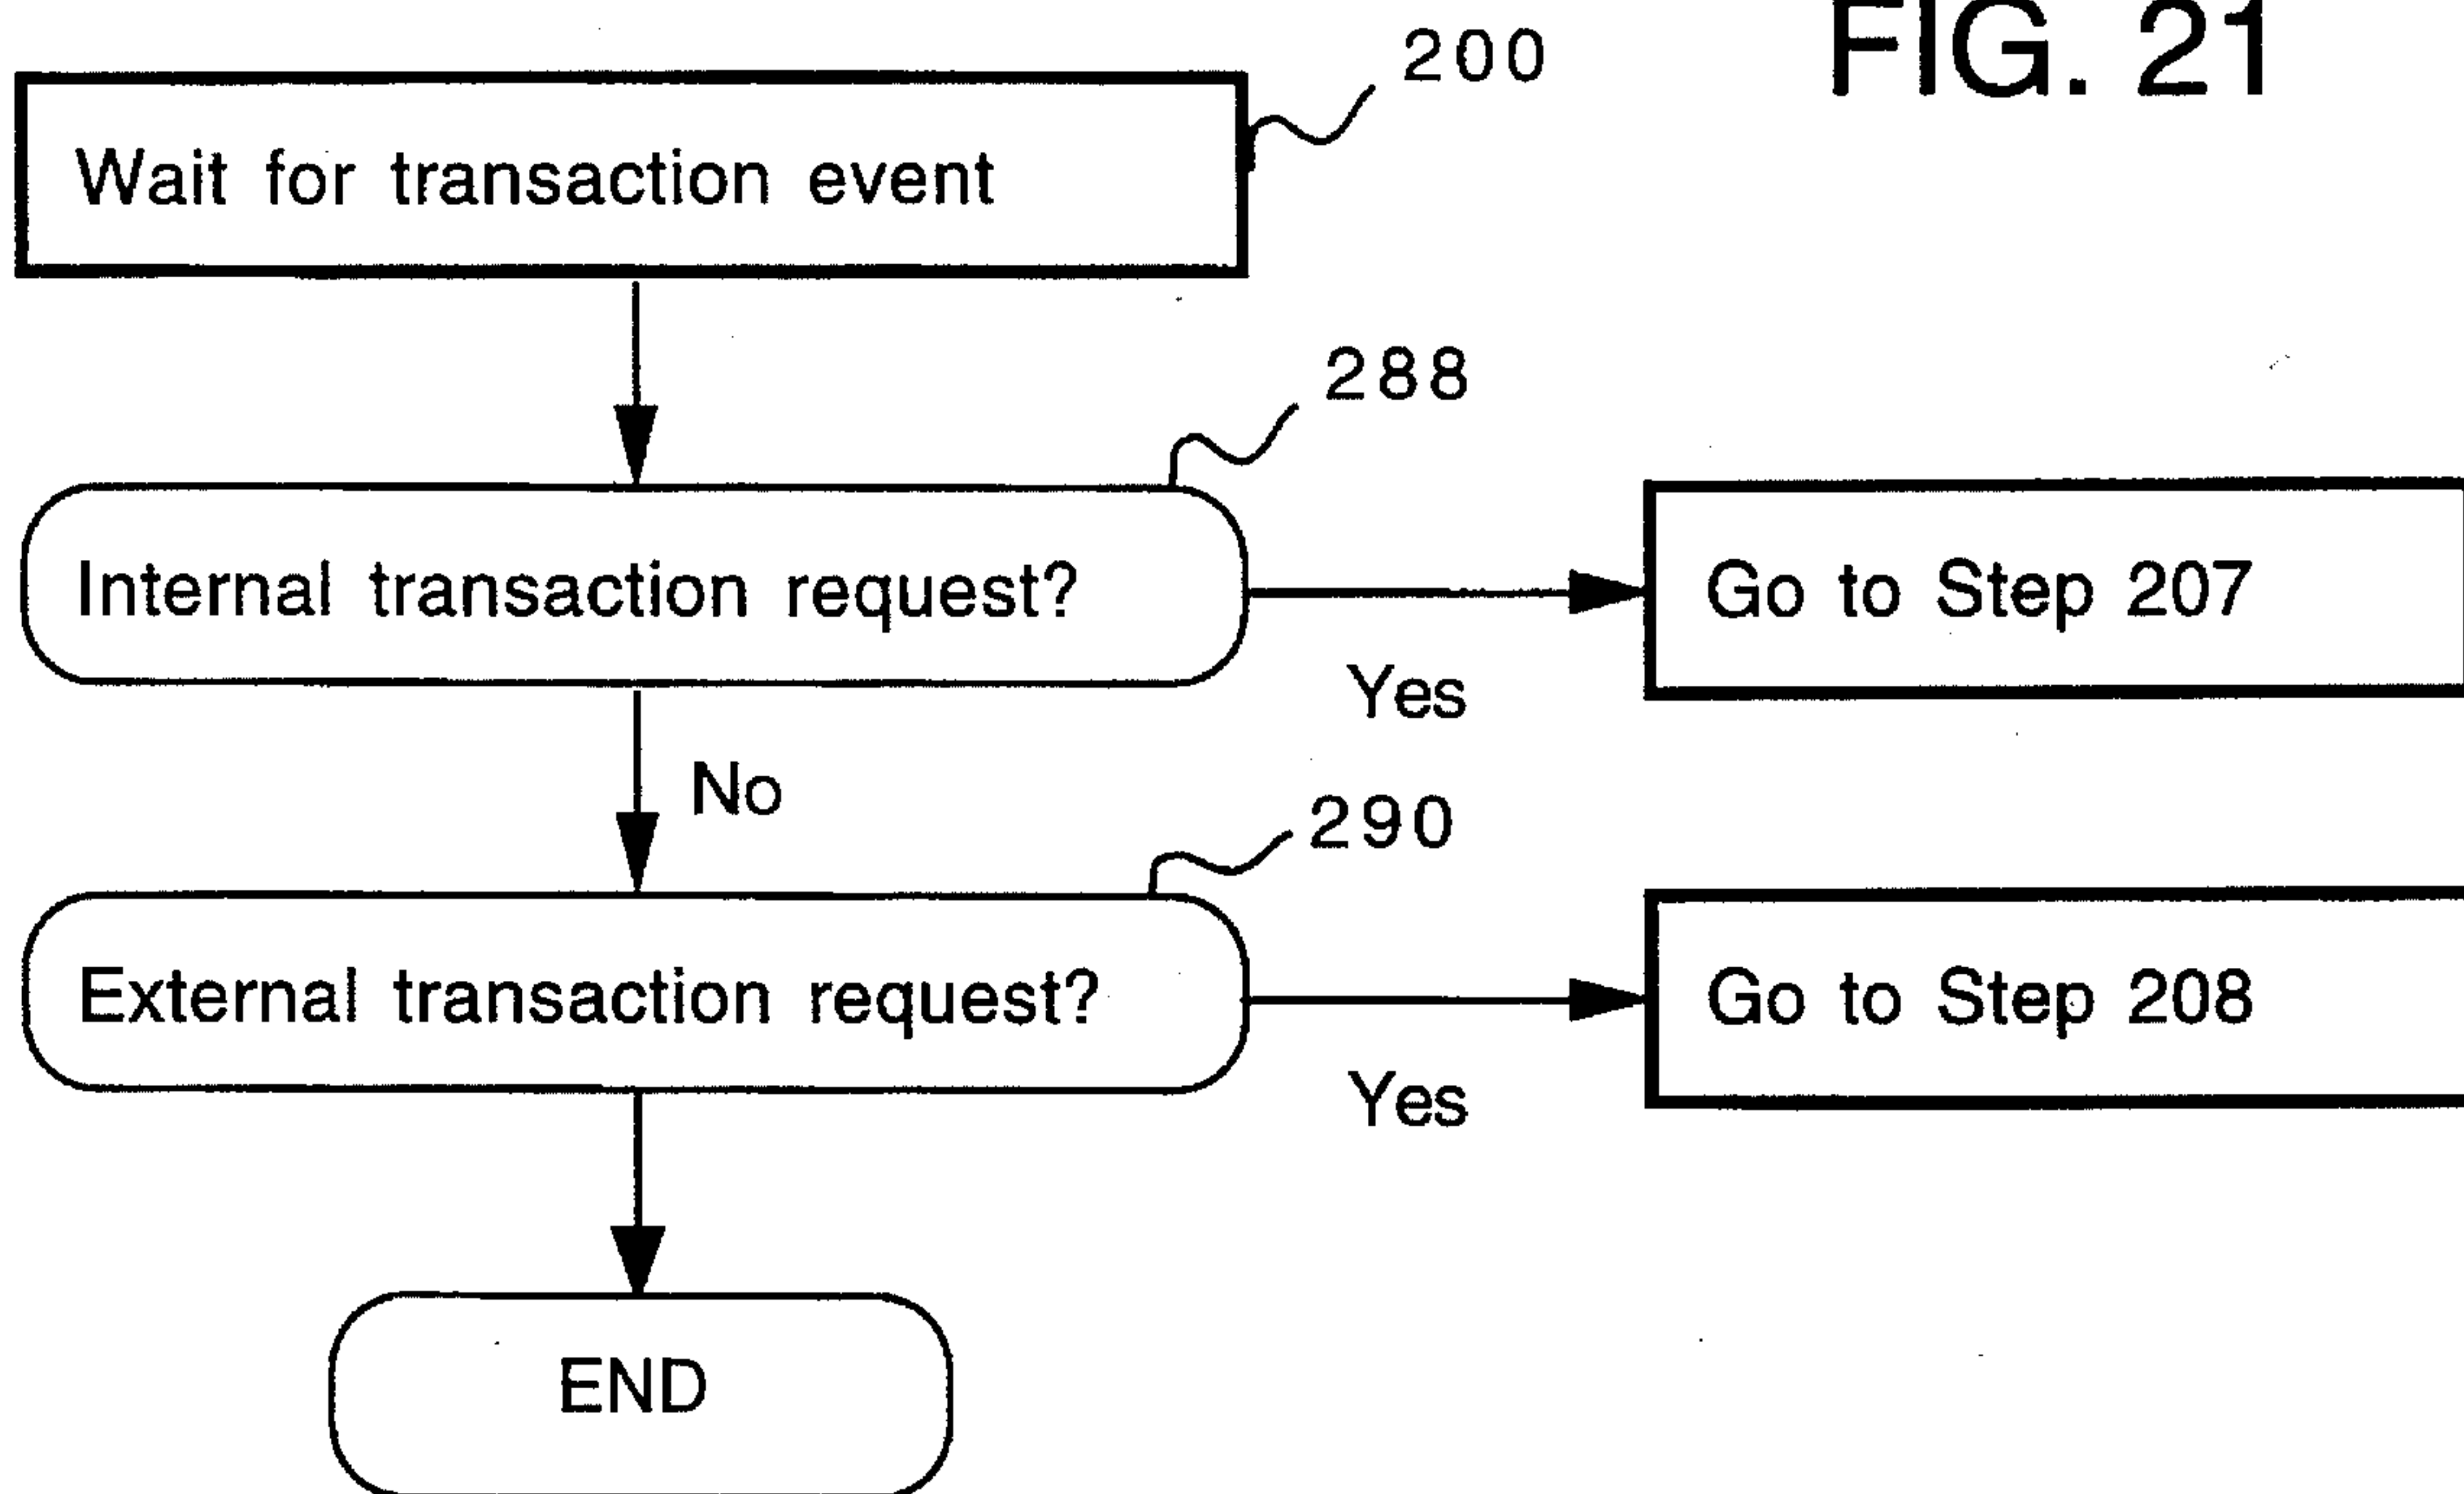 FIG. 21
200
Wait for transaction event
288
Internal transaction request?
Go to Step 207
Yes
No
290
External transaction request?
Go to Step 208
Yes
END